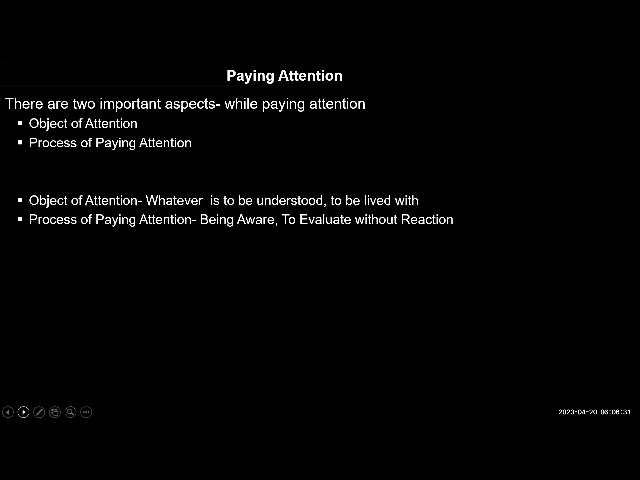 Paying Attention
There are two important aspects- while paying attention
▪ Object of Attention
▪ Process of Paying Attention
▪ Object of Attention- Whatever is to be understood, to be lived with
▪ Process of Paying Attention- Being Aware, To Evaluate without Reaction
2023-04-20 06:08:31